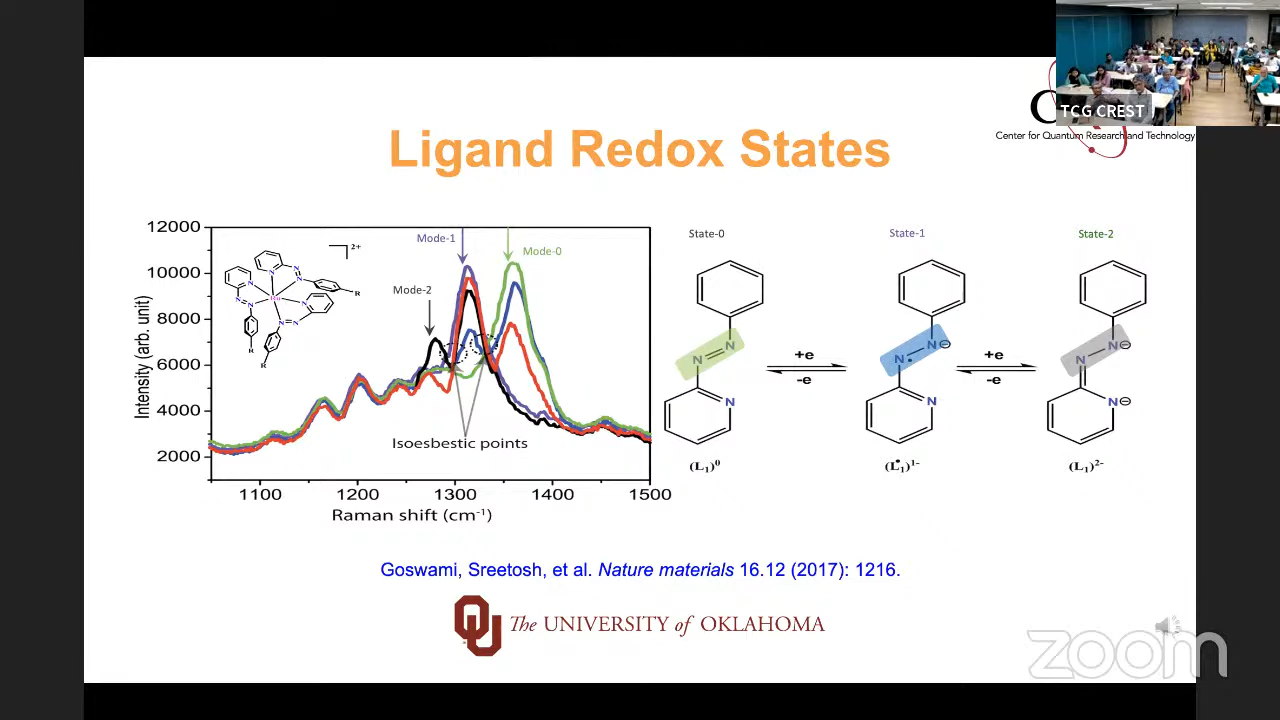 TCG CREST
Center for Quantum Research and Technology
Ligand Redox States
12000
10000
8000
6000
4000
2000
Intensity (arb. unit)
2+
N
N
N
N
N
N
N
N
N
Ru
R
R
R
Mode-1
Mode-0
Mode-2
Isoesbestic points
1100 1200 1300 1400 1500
Raman shift (cm-1)
State-0
N
N
N
(L1)0
+e
-e
State-1
N
N
N
(L1)1-
+e
-e
State-2
N
N
N
(L1)2-
Goswami, Sreetosh, et al. Nature materials 16.12 (2017): 1216.
The UNIVERSITY of OKLAHOMA
zoom